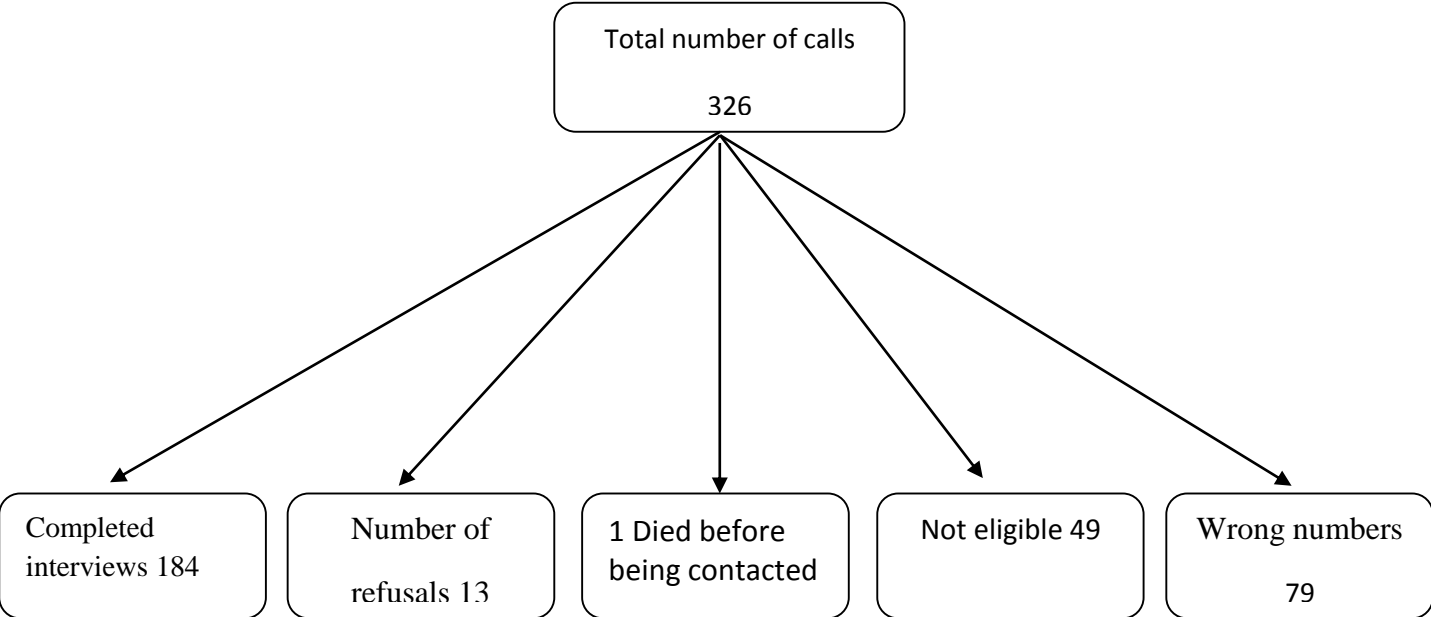 Total number of calls
326
Completed
interviews 184
Number of
refusals 13
1 Died before
being contacted
Not eligible 49
Wrong numbers
79